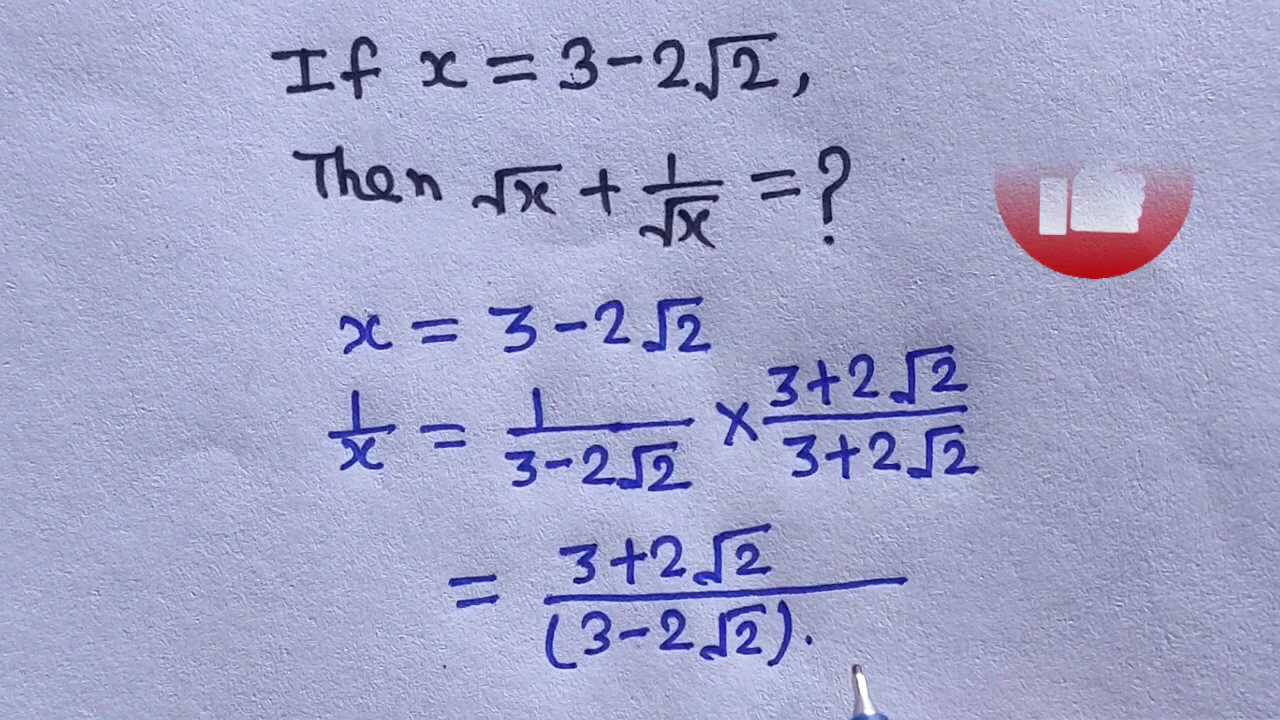 If x = 3-2√2,
Then √x + 1/√x = ?
x = 3-2√2
1/x = 1/(3-2√2) × (3+2√2)/(3+2√2)
= (3+2√2)/((3-2√2).